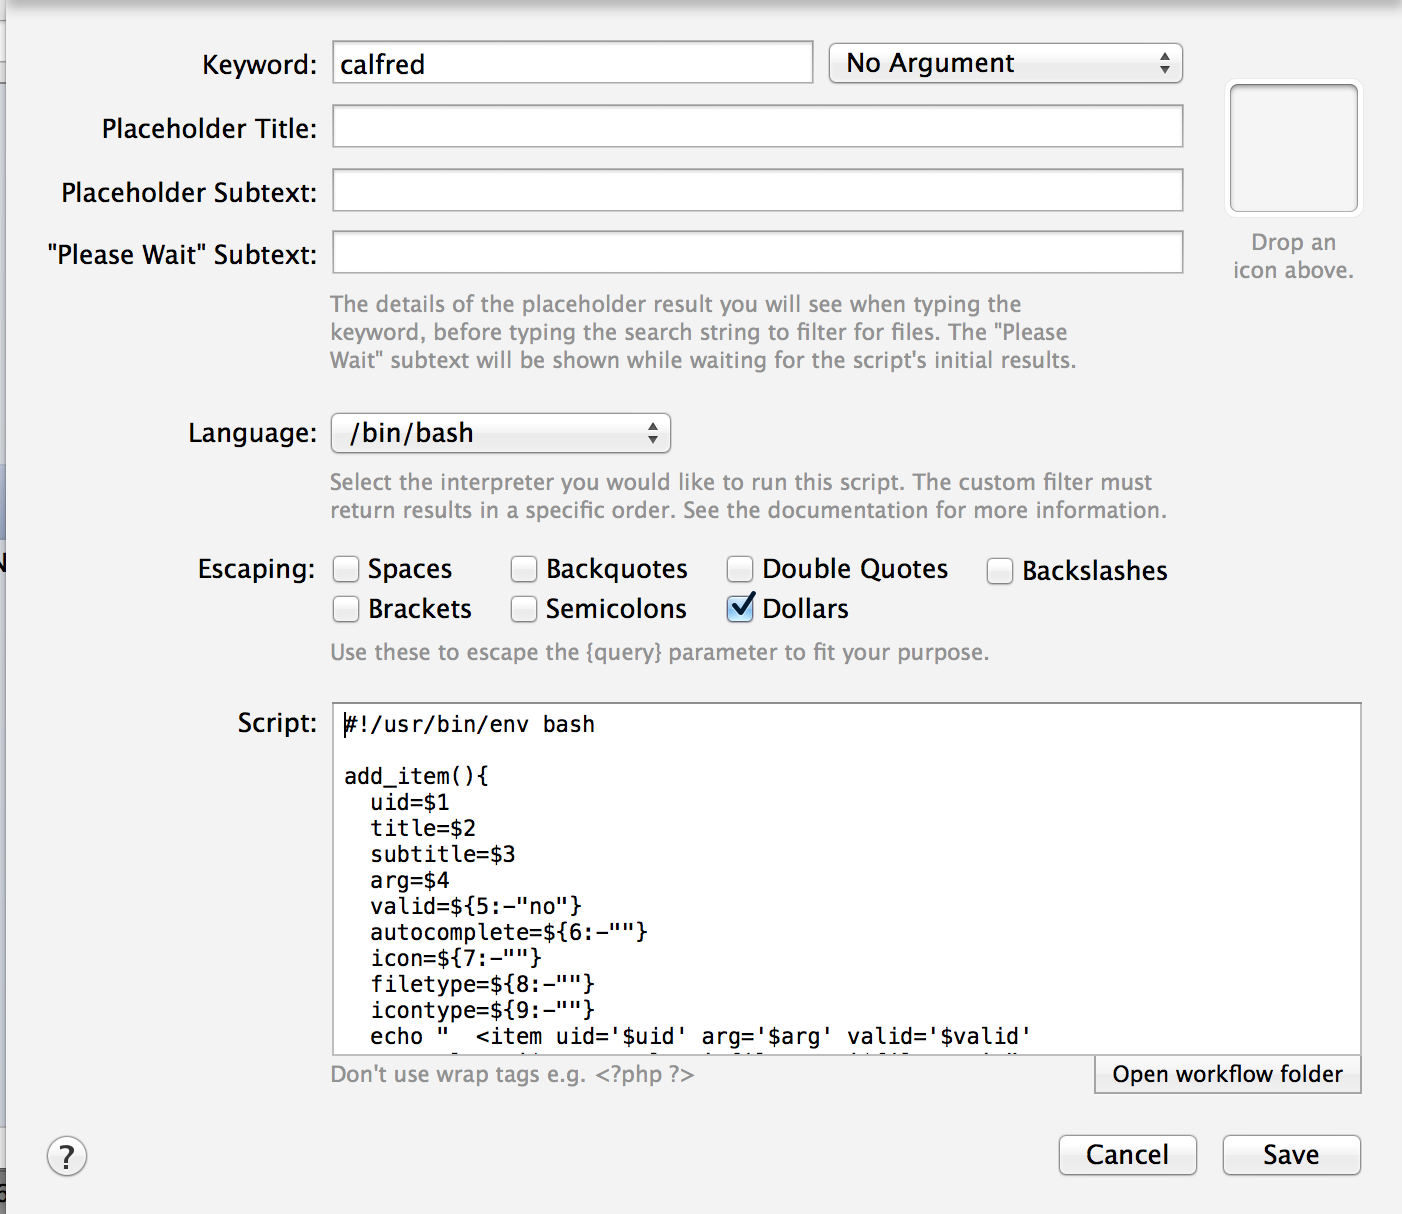 Keyword: calfred No Argument
Placeholder Title:
Placeholder Subtext:
"Please Wait" Subtext:
Drop an
icon above.
The details of the placeholder result you will see when typing the
keyword, before typing the search string to filter for files. The "Please
Wait" subtext will be shown while waiting for the script's initial results.
Language: /bin/bash
Select the interpreter you would like to run this script. The custom filter must
return results in a specific order. See the documentation for more information.
Escaping: Spaces Backquotes Double Quotes Backslashes
Brackets Semicolons Dollars
Use these to escape the {query} parameter to fit your purpose.
Script: #!/usr/bin/env bash
add_item(){
uid=$1
title=$2
subtitle=$3
arg=$4
valid=${5:-"no"}
autocomplete=${6:-""}
icon=${7:-""}
filetype=${8:-""}
icontype=${9:-""}
echo "  <item uid='$uid' arg='$arg' valid='$valid'
Don't use wrap tags e.g. <?php ?>
Open workflow folder
? Cancel Save